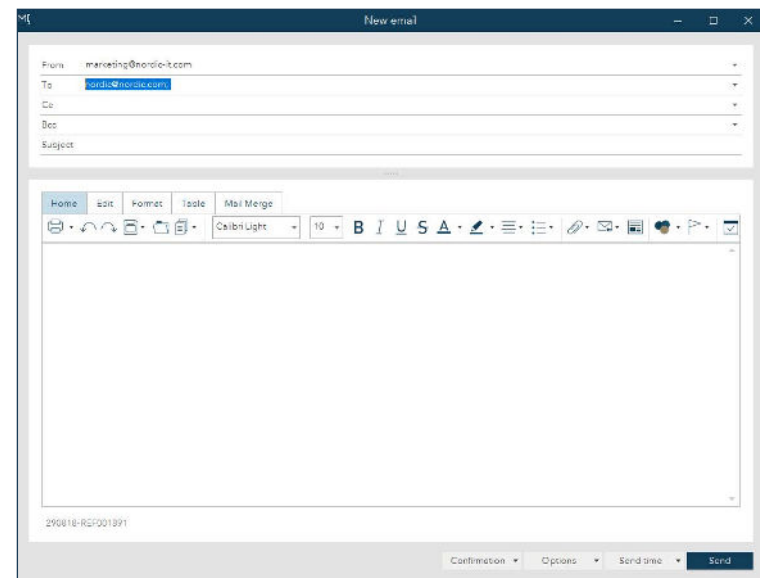 New email
From marketing@nordic-it.com
To nordic@nordic.com;
Cc
Bcc
Subject
Home Edit Format Table Mail Merge
Calibri Light 10 B I U S A
290818-REF001891
Confirmation Options Send time Send